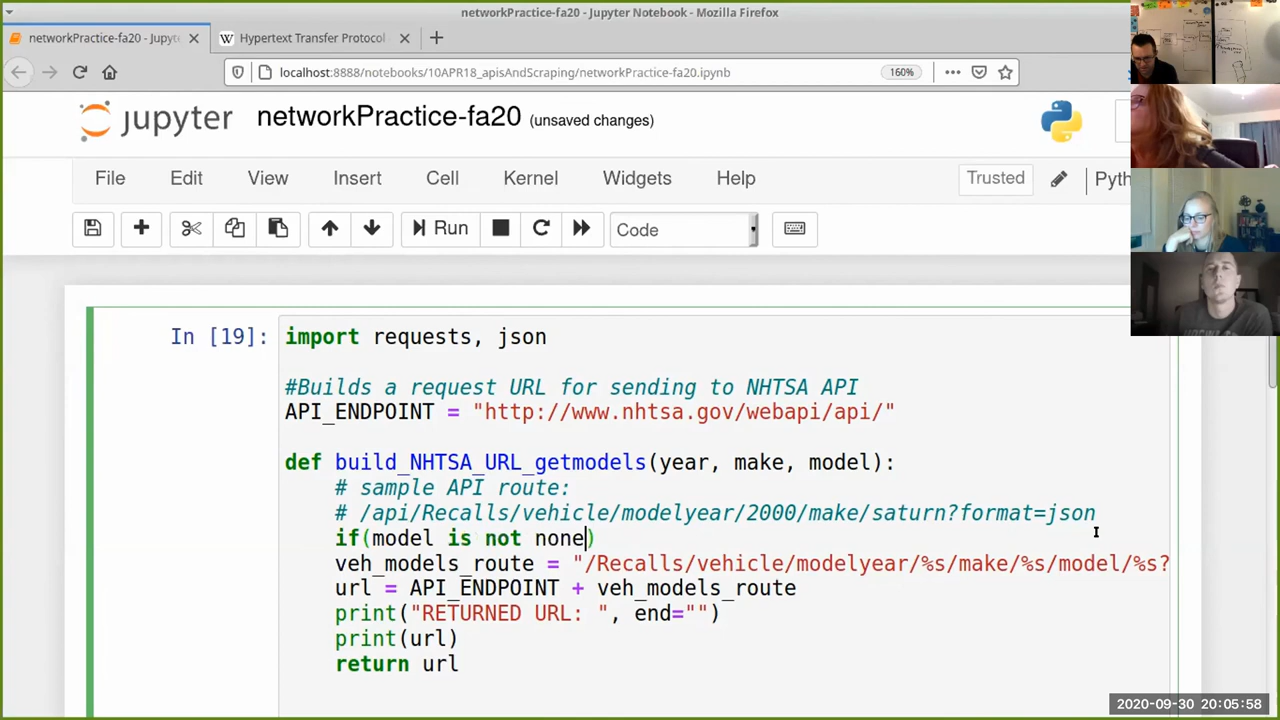 networkPractice-fa20 - Jupyter Notebook - Mozilla Firefox
networkPractice-fa20 - Jupyte
W Hypertext Transfer Protocol
localhost:8888/notebooks/100PR18_apisAndScraping/networkPractice-fa20.ipynb
160%
jupyter networkPractice-fa20 (unsaved changes)
File Edit View Insert Cell Kernel Widgets Help Trusted Pyth
Run Code
In [19]: import requests, json
#Builds a request URL for sending to NHTSA API
API_ENDPOINT = "http://www.nhtsa.gov/webapi/api/"
def build_NHTSA_URL_getmodels(year, make, model):
# sample API route:
# /api/Recalls/vehicle/modelyear/2000/make/saturn?format=json
if(model is not none)
veh_models_route = "/Recalls/vehicle/modelyear/%s/make/%s/model/%s?
url = API_ENDPOINT + veh_models_route
print("RETURNED URL: ", end="")
print(url)
return url
2020-09-30 20:05:58